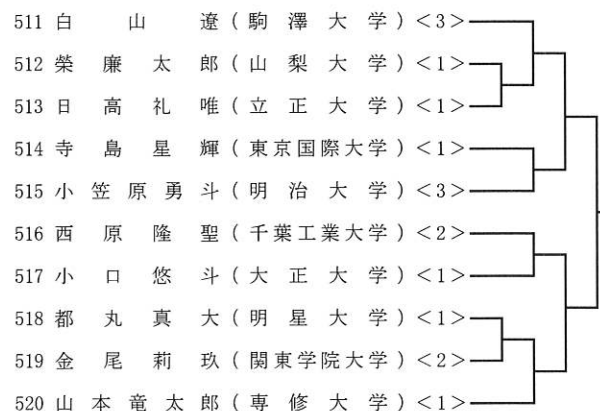 511 白山遼(駒澤大学)<3>
512 榮廉太郎(山梨大学)<1>
513 日高礼唯(立正大学)<1>
514 寺島星輝(東京国際大学)<1>
515 小笠原勇斗(明治大学)<3>
516 西原隆聖(千葉工業大学)<2>
517 小口悠斗(大正大学)<1>
518 都丸真大(明星大学)<1>
519 金尾莉玖(関東学院大学)<2>
520 山本竜太郎(専修大学)<1>